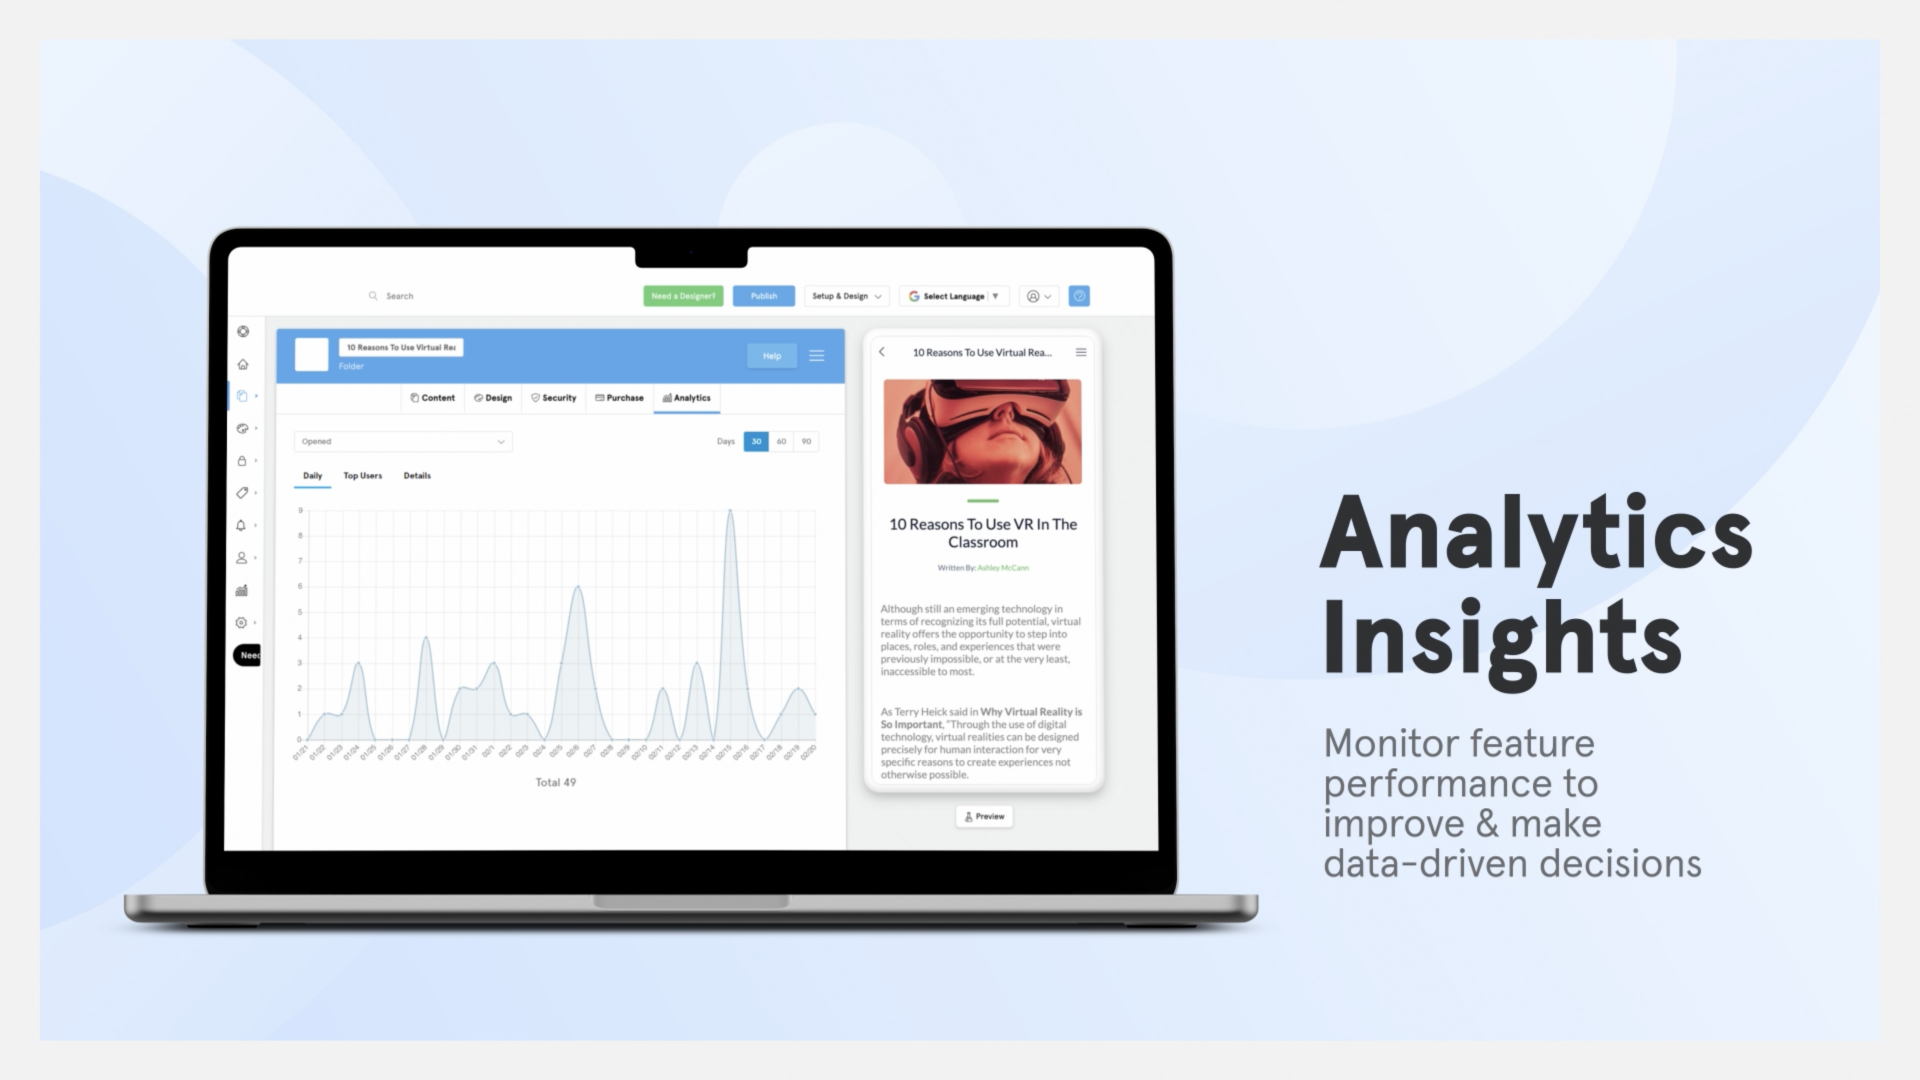 Search
Need a Designer?
Publish
Setup & Design
Select Language
10 Reasons To Use Virtual Rea
Folder
Help
Content
Design
Security
Purchase
Analytics
Opened
Days 30 60 90
Daily Top Users Details
9
8
7
6
5
4
3
2
1
0
01/21 01/22 01/23 01/24 01/25 01/26 01/27 01/28 01/29 01/30 01/31 02/1 02/2 02/3 02/4 02/5 02/6 02/7 02/8 02/9 02/10 02/11 02/12 02/13 02/14 02/15 02/16 02/17 02/18 02/19 02/20
Total 49
Need
10 Reasons To Use Virtual Rea...
10 Reasons To Use VR In The
Classroom
Written By: Ashley McCann
Although still an emerging technology in
terms of recognizing its full potential, virtual
reality offers the opportunity to step into
places, roles, and experiences that were
previously impossible, or at the very least,
inaccessible to most.
As Terry Heick said in Why Virtual Reality is
So Important, "Through the use of digital
technology, virtual realities can be designed
precisely for human interaction for very
specific reasons to create experiences not
otherwise possible.
Preview
Analytics
Insights
Monitor feature
performance to
improve & make
data-driven decisions